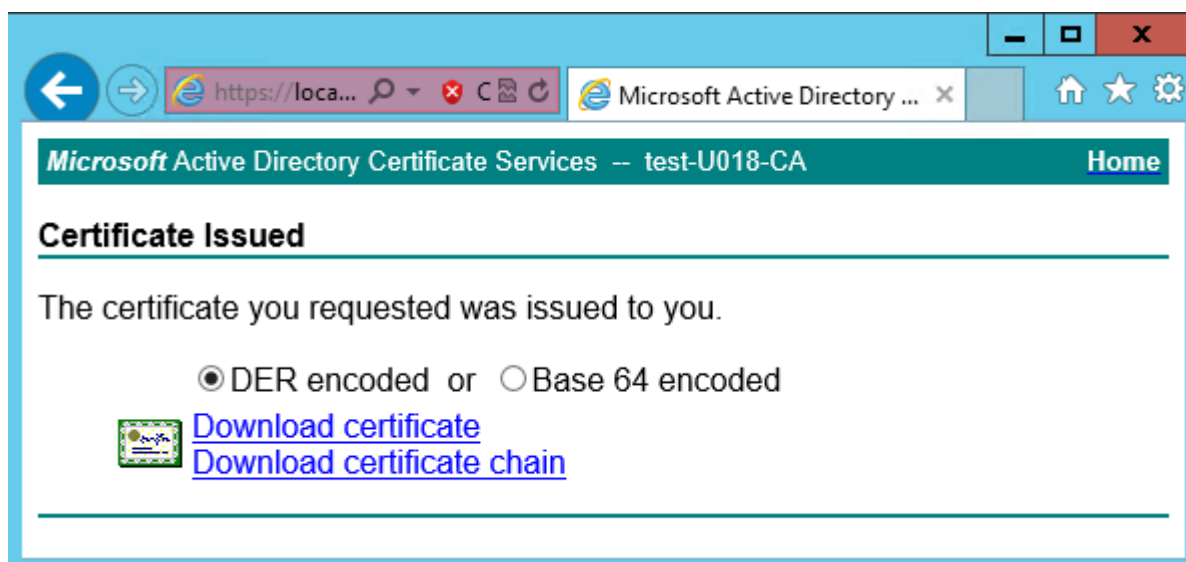 https://loca... C Microsoft Active Directory ...
Microsoft Active Directory Certificate Services -- test-U018-CA Home
Certificate Issued
The certificate you requested was issued to you.
DER encoded or Base 64 encoded
Download certificate
Download certificate chain